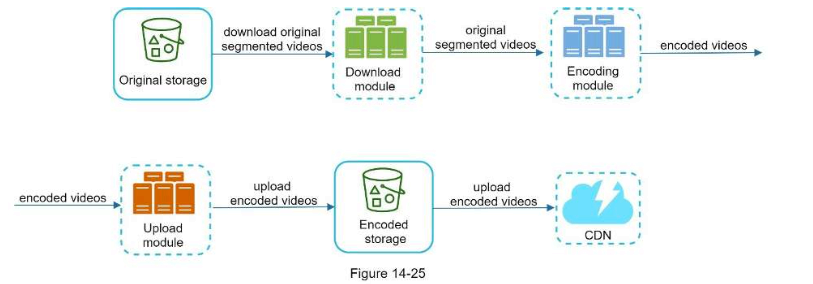 download original
segmented videos
original
segmented videos
encoded videos
Original storage
Download
module
Encoding
module
encoded videos
upload
encoded videos
upload
encoded videos
Upload
module
Encoded
storage
CDN
Figure 14-25